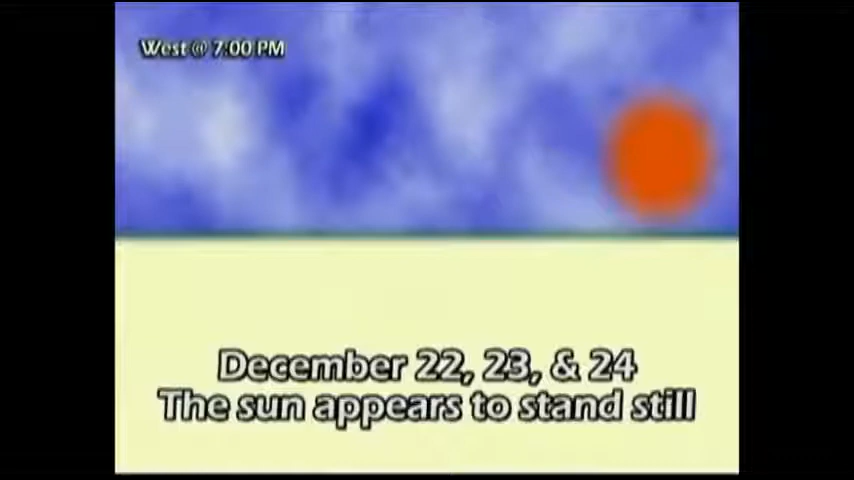 West @ 7:00 PM
December 22, 23, & 24
The sun appears to stand still